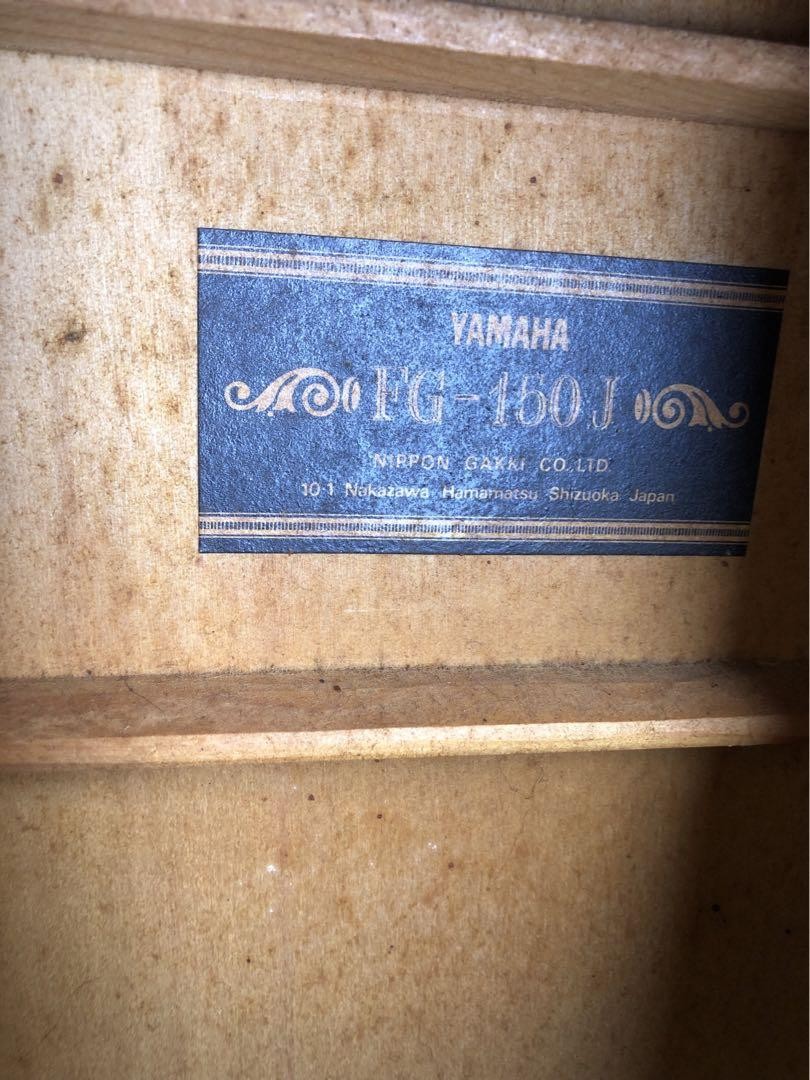 YAMAHA
FG-150J
NIPPON GAKKI CO.,LTD.
10-1 Nakazawa Hamamatsu Shizuoka Japan